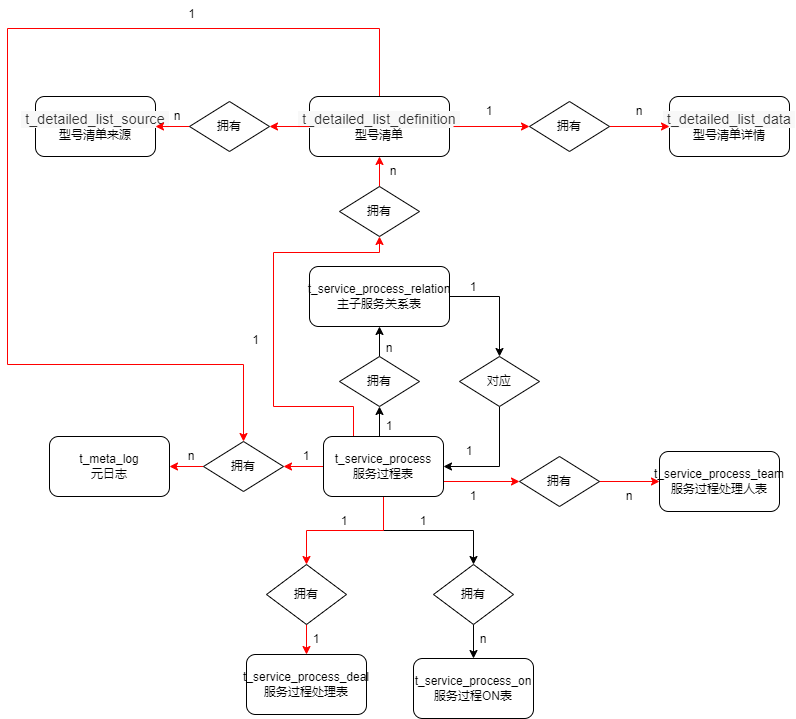 1
t_detailed_list_source
型号清单来源
n
拥有
t_detailed_list_definition
型号清单
1
拥有
n
t_detailed_list_data
型号清单详情
n
拥有
t_service_process_relation
主子服务关系表
1
1
n
拥有
对应
1
1
t_meta_log
元日志
n
拥有
1
t_service_process
服务过程表
1
拥有
n
t_service_process_team
服务过程处理人表
1
1
拥有
拥有
1
n
t_service_process_deal
服务过程处理表
t_service_process_on
服务过程ON表